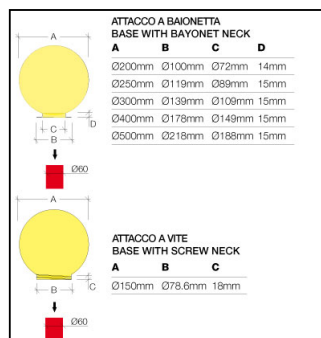 ATTACCO A BAIONETTA
BASE WITH BAYONET NECK
A B C D
Ø200mm Ø100mm Ø72mm 14mm
Ø250mm Ø119mm Ø89mm 15mm
Ø300mm Ø139mm Ø109mm 15mm
Ø400mm Ø178mm Ø149mm 15mm
Ø500mm Ø218mm Ø188mm 15mm
A
C
D
B
Ø60
A
ATTACCO A VITE
BASE WITH SCREW NECK
A B C
Ø150mm Ø78.6mm 18mm
B
C
Ø60